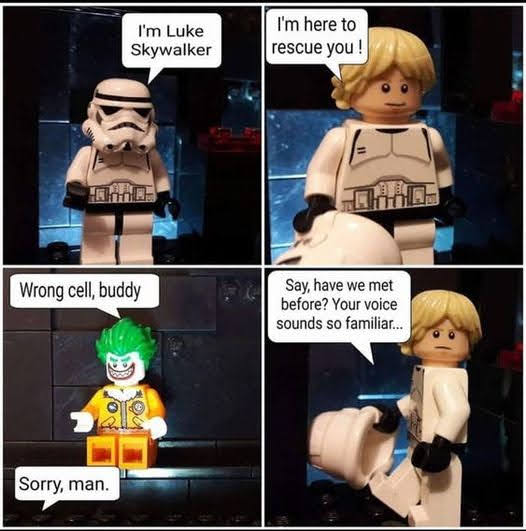 I'm Luke
Skywalker
I'm here to
rescue you !
Wrong cell, buddy
Sorry, man.
Say, have we met
before? Your voice
sounds so familiar...